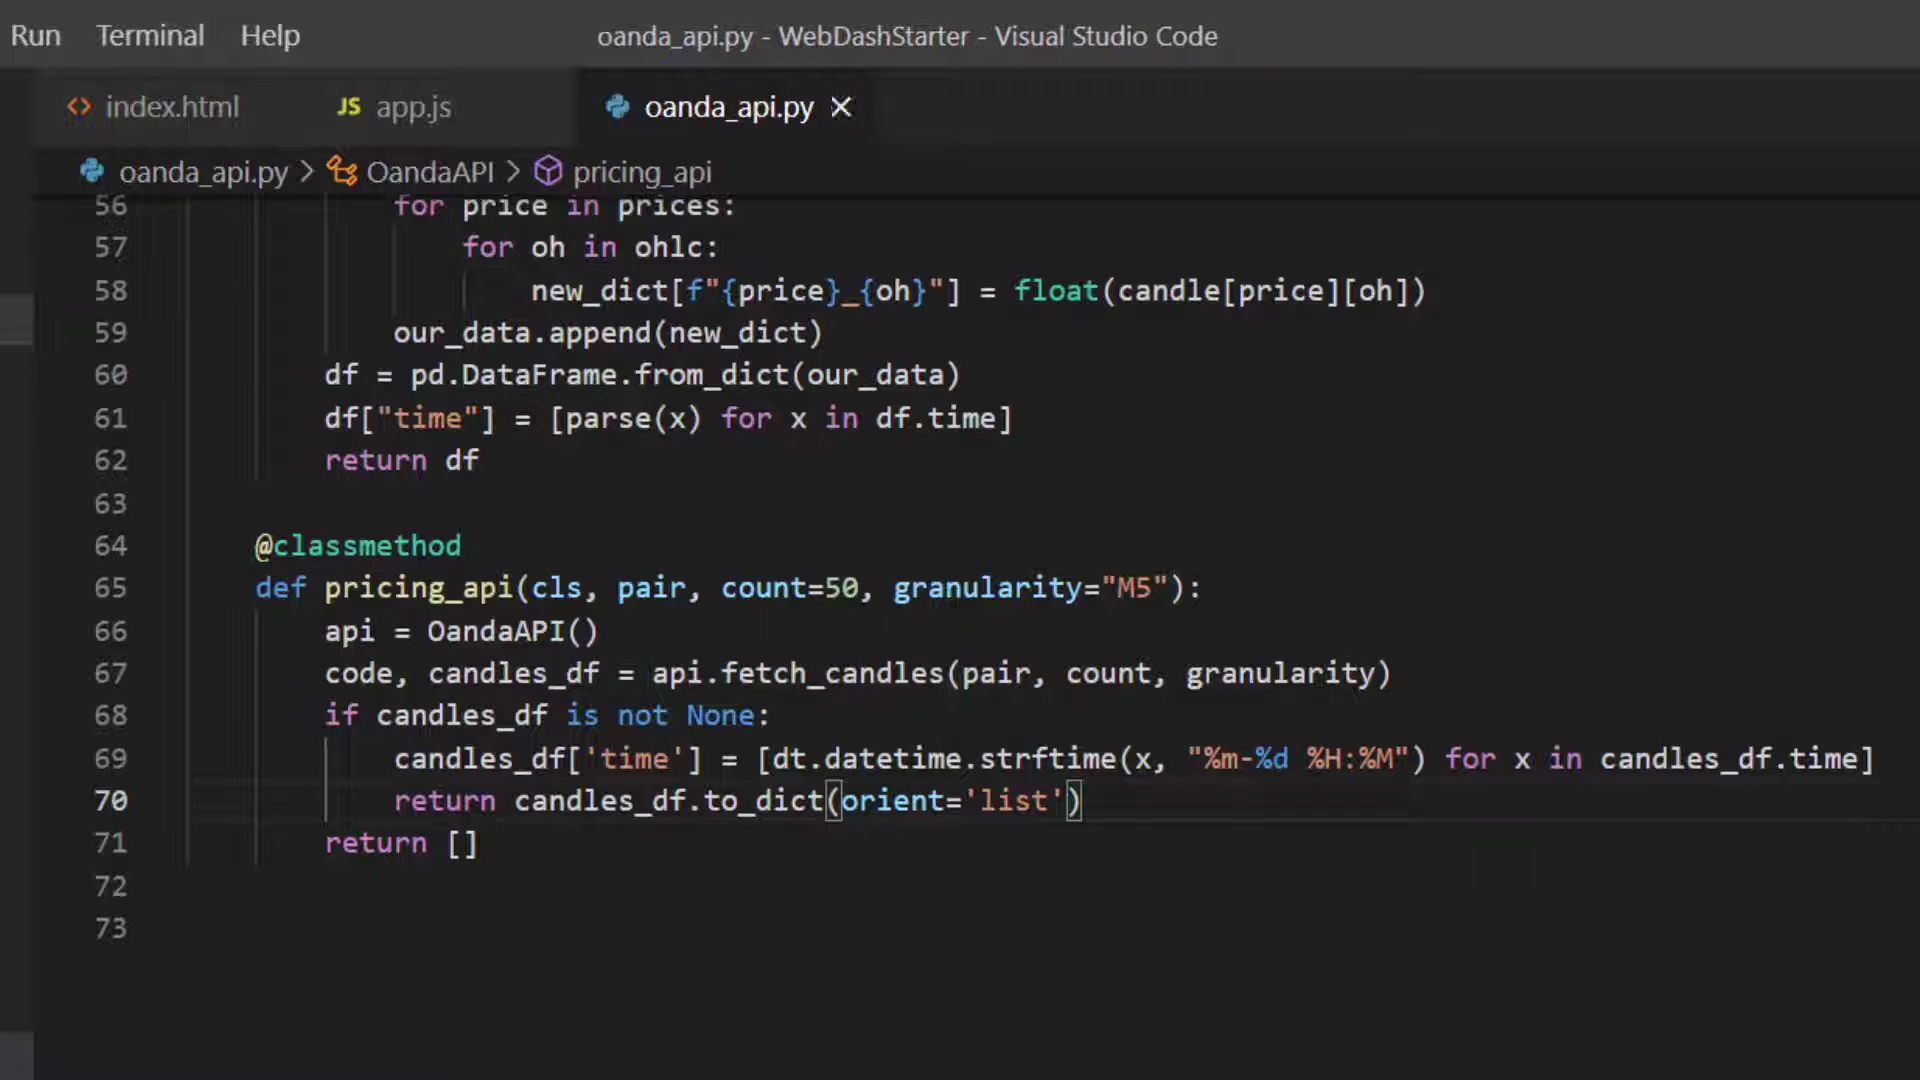 Run Terminal Help oanda_api.py - WebDashStarter - Visual Studio Code
<> index.html JS app.js oanda_api.py ×
oanda_api.py > OandaAPI > pricing_api
56 for price in prices:
57 for oh in ohlc:
58 new_dict[f"{price}_{oh}"] = float(candle[price][oh])
59 our_data.append(new_dict)
60 df = pd.DataFrame.from_dict(our_data)
61 df["time"] = [parse(x) for x in df.time]
62 return df
63
64 @classmethod
65 def pricing_api(cls, pair, count=50, granularity="M5"):
66 api = OandaAPI()
67 code, candles_df = api.fetch_candles(pair, count, granularity)
68 if candles_df is not None:
69 candles_df['time'] = [dt.datetime.strftime(x, "%m-%d %H:%M") for x in candles_df.time]
70 return candles_df.to_dict(orient='list')
71 return []
72
73